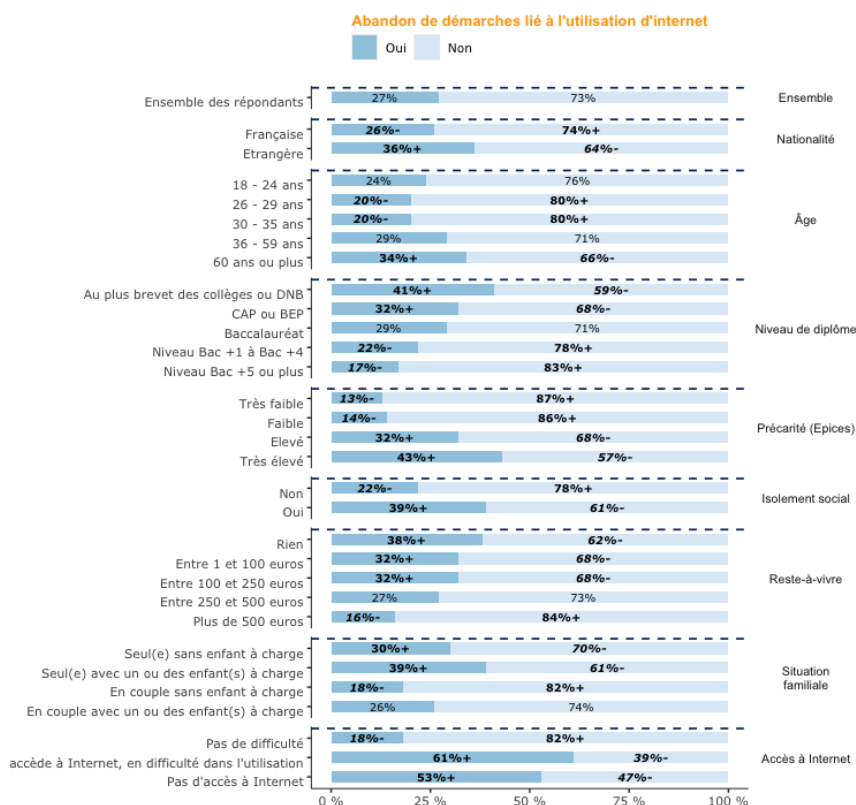 Abandon de démarches lié à l'utilisation d'internet
Oui Non
Ensemble des répondants 27% 73% Ensemble
Française 26%- 74%+
Etrangère 36%+ 64%-
Nationalité
18 - 24 ans 24% 76%
26 - 29 ans 20%- 80%+
30 - 35 ans 20%- 80%+
36 - 59 ans 29% 71%
60 ans ou plus 34%+ 66%-
Âge
Au plus brevet des collèges ou DNB 41%+ 59%-
CAP ou BEP 32%+ 68%-
Baccalauréat 29% 71%
Niveau Bac +1 à Bac +4 22%- 78%+
Niveau Bac +5 ou plus 17%- 83%+
Niveau de diplôme
Très faible 13%- 87%+
Faible 14%- 86%+
Elevé 32%+ 68%-
Très élevé 43%+ 57%-
Précarité (Epices)
Non 22%- 78%+
Oui 39%+ 61%-
Isolement social
Rien 38%+ 62%-
Entre 1 et 100 euros 32%+ 68%-
Entre 100 et 250 euros 32%+ 68%-
Entre 250 et 500 euros 27% 73%
Plus de 500 euros 16%- 84%+
Reste-à-vivre
Seul(e) sans enfant à charge 30%+ 70%-
Seul(e) avec un ou des enfant(s) à charge 39%+ 61%-
En couple sans enfant à charge 18%- 82%+
En couple avec un ou des enfant(s) à charge 26% 74%
Situation
familiale
Pas de difficulté 18%- 82%+
accède à Internet, en difficulté dans l'utilisation 61%+ 39%-
Pas d'accès à Internet 53%+ 47%-
Accès à Internet
0 % 25 % 50 % 75 % 100 %